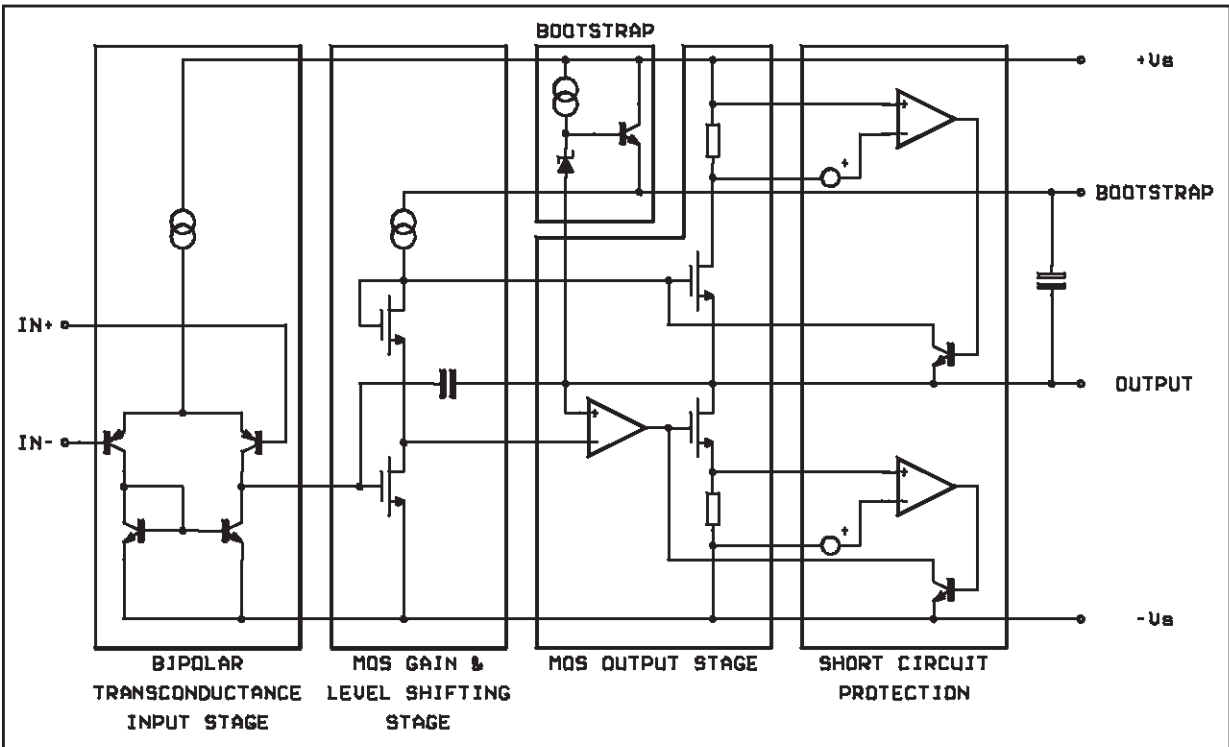 BOOTSTRAP
+Vs
+
-
+
BOOTSTRAP
IN+
OUTPUT
+
-
IN-
+
-
+
-Vs
BIPOLAR
TRANSCONDUCTANCE
INPUT STAGE
MOS GAIN &
LEVEL SHIFTING
STAGE
MOS OUTPUT STAGE
SHORT CIRCUIT
PROTECTION